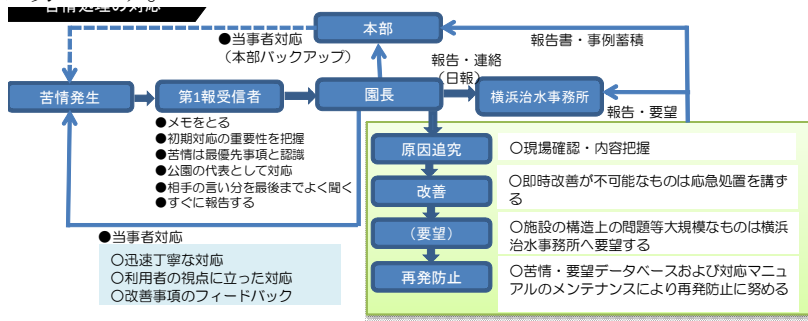 苦情処理の対応
本部
●当事者対応
（本部バックアップ）
報告書・事例蓄積
報告・連絡
（日報）
苦情発生
第1報受信者
園長
横浜治水事務所
報告・要望
●メモをとる
●初期対応の重要性を把握
●苦情は最優先事項と認識
●公園の代表として対応
●相手の言い分を最後までよく聞く
●すぐに報告する
原因追究
〇現場確認・内容把握
改善
〇即時改善が不可能なものは応急処置を講ず
る
（要望）
〇施設の構造上の問題等大規模なものは横浜
治水事務所へ要望する
再発防止
〇苦情・要望データベースおよび対応マニュ
アルのメンテナンスにより再発防止に努める
●当事者対応
〇迅速丁寧な対応
〇利用者の視点に立った対応
〇改善事項のフィードバック